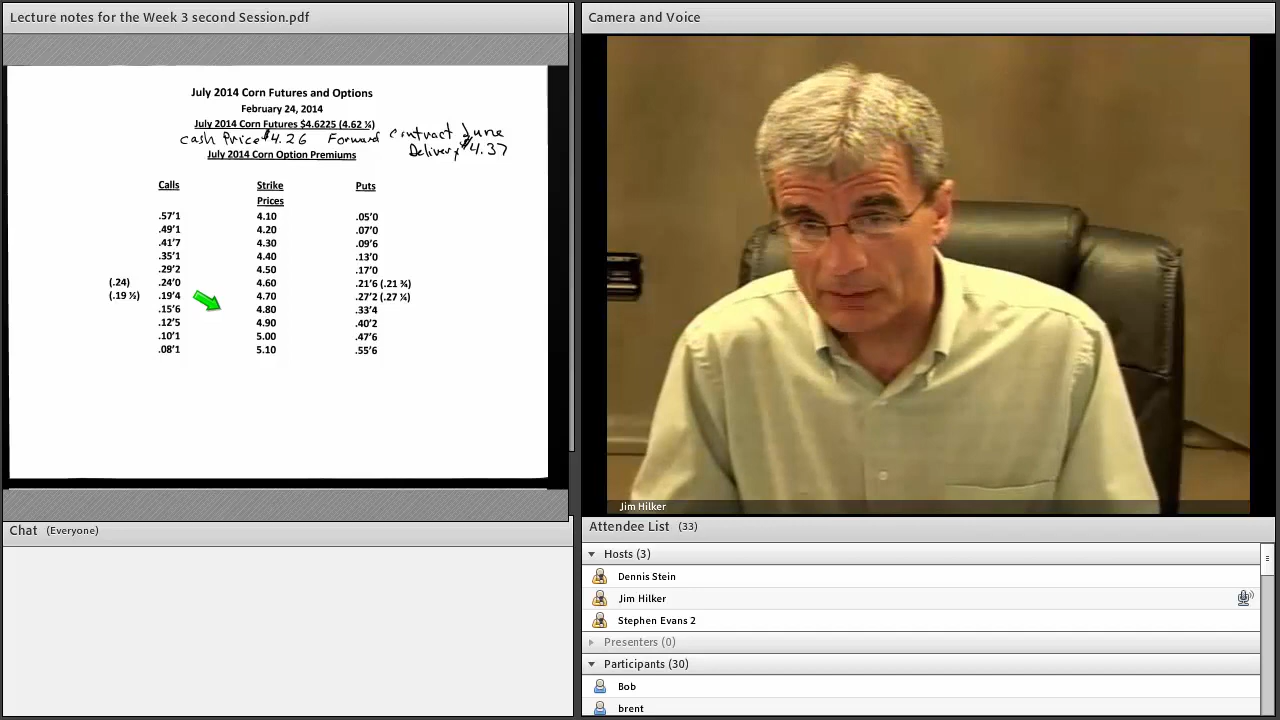 Lecture notes for the Week 3 second Session.pdf
July 2014 Corn Futures and Options
February 24, 2014
July 2014 Corn Futures $4.6225 (4.62 ¼)
cash Price $4.26 Forward contract June
Delivery $4.37
July 2014 Corn Option Premiums
Calls Strike Puts
Prices
.57'1 4.10 .05'0
.49'1 4.20 .07'0
.41'7 4.30 .09'6
.35'1 4.40 .13'0
.29'2 4.50 .17'0
(.24) .24'0 4.60 .21'6 (.21 ¾)
(.19 ½) .19'4 4.70 .27'2 (.27 ¼)
.15'6 4.80 .33'4
.12'5 4.90 .40'2
.10'1 5.00 .47'6
.08'1 5.10 .55'6
Chat (Everyone)
Camera and Voice
Jim Hilker
Attendee List (33)
Hosts (3)
Dennis Stein
Jim Hilker
Stephen Evans 2
Presenters (0)
Participants (30)
Bob
brent